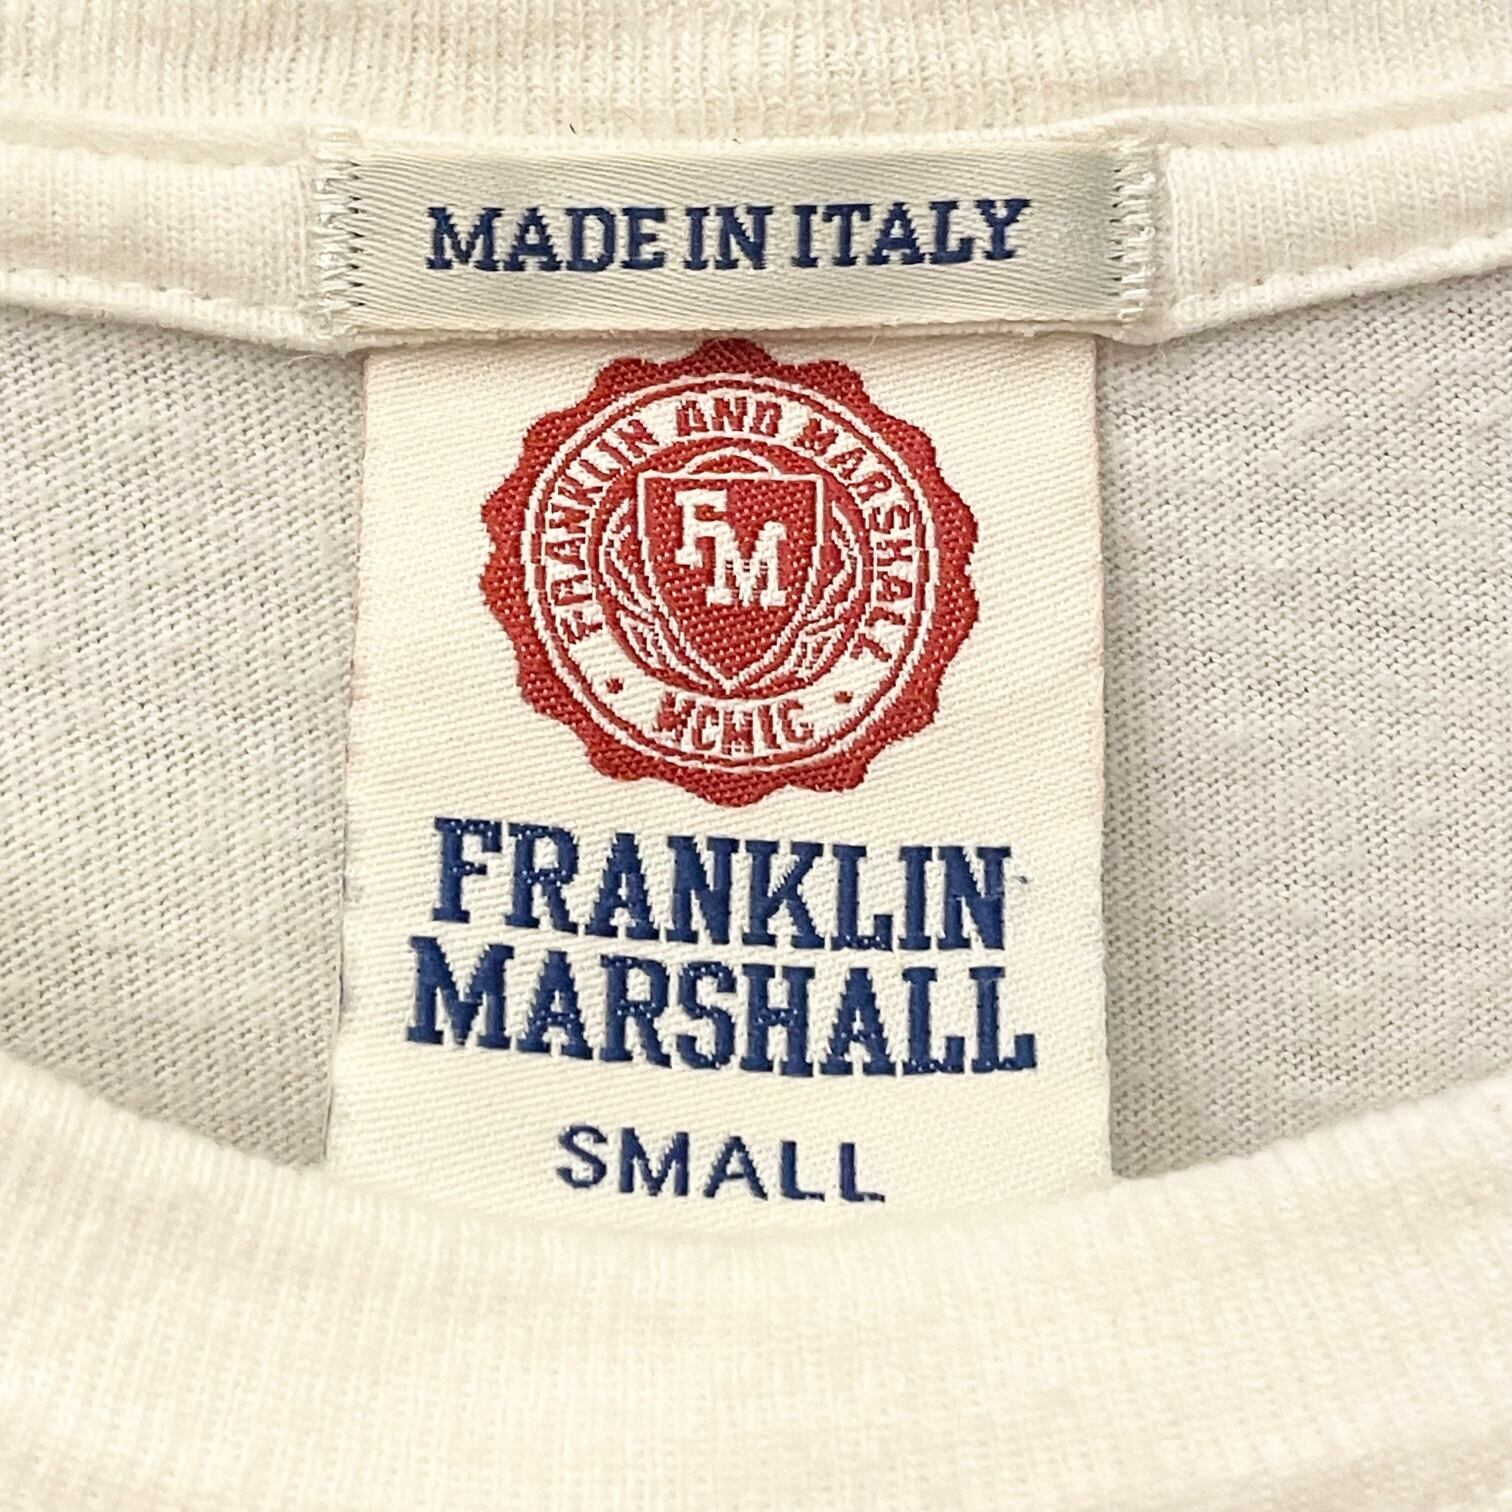 MADE IN ITALY
FRANKLIN AND MARSHALL
FM
• MCMIC •
FRANKLIN
MARSHALL
SMALL